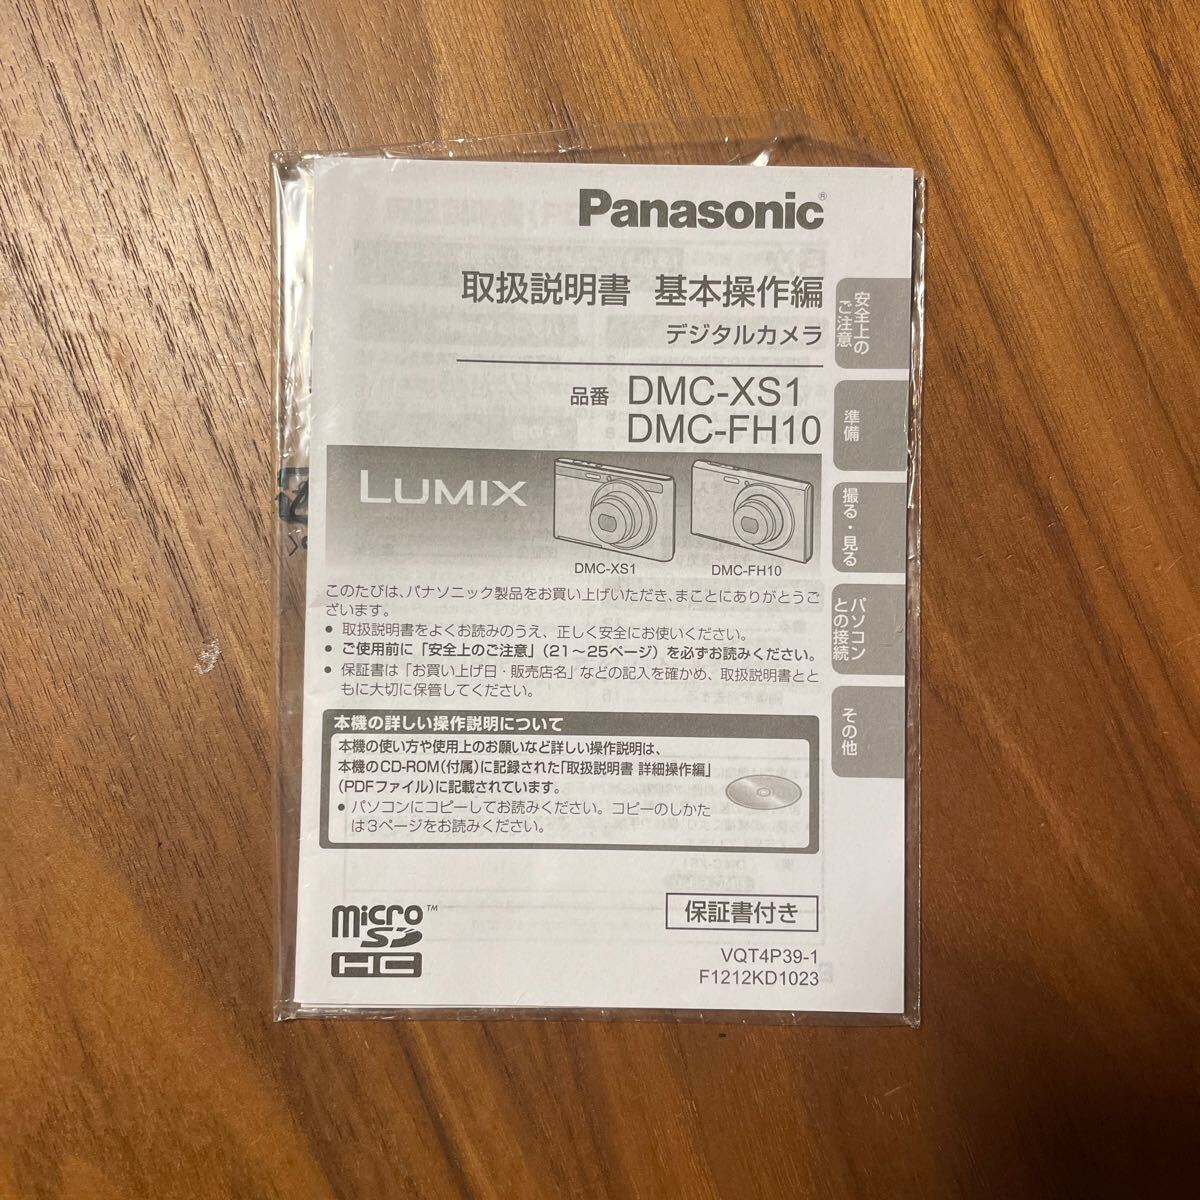 Panasonic®
取扱説明書 基本操作編
デジタルカメラ
品番 DMC-XS1
DMC-FH10
LUMIX
DMC-XS1
DMC-FH10
このたびは、パナソニック製品をお買い上げいただき、まことにありがとうご
ざいます。
● 取扱説明書をよくお読みのうえ、正しく安全にお使いください。
● ご使用前に「安全上のご注意」(21〜25ページ)を必ずお読みください。
● 保証書は「お買い上げ日・販売店名」などの記入を確かめ、取扱説明書とと
もに大切に保管してください。
本機の詳しい操作説明について
本機の使い方や使用上のお願いなど詳しい操作説明は、
本機のCD-ROM(付属)に記録された「取扱説明書 詳細操作編」
(PDFファイル)に記載されています。
● パソコンにコピーしてお読みください。コピーのしかた
は3ページをお読みください。
micro™
SD
HC
保証書付き
VQT4P39-1
F1212KD1023
安全上の
ご注意
準備
撮る・見る
パソコン
との接続
その他